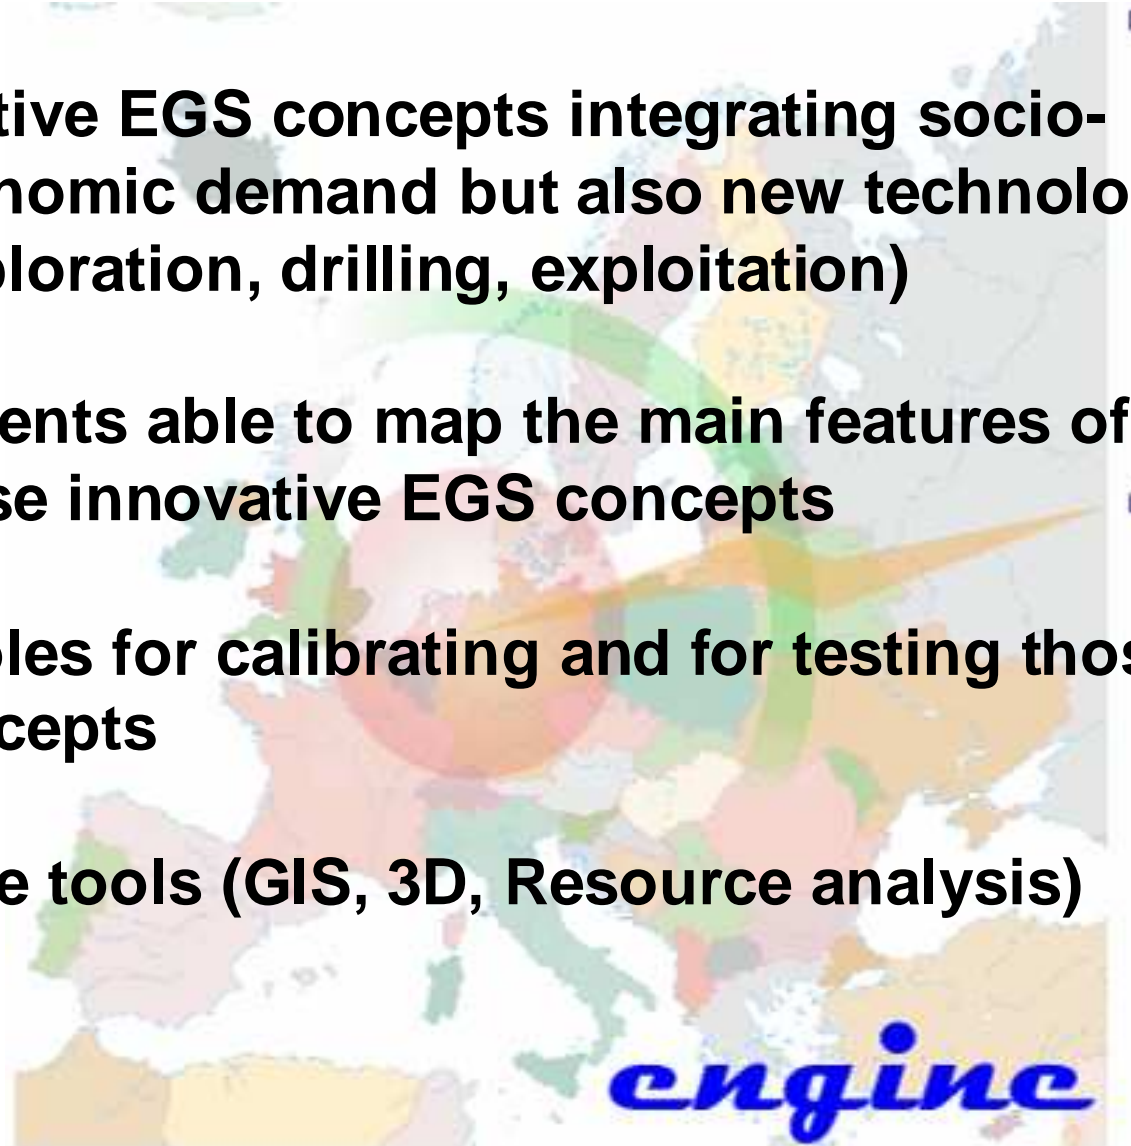 tive EGS concepts integrating socio-
nomic demand but also new technolo
ploration, drilling, exploitation)
ents able to map the main features of
se innovative EGS concepts
les for calibrating and for testing thos
cepts
e tools (GIS, 3D, Resource analysis)
engine